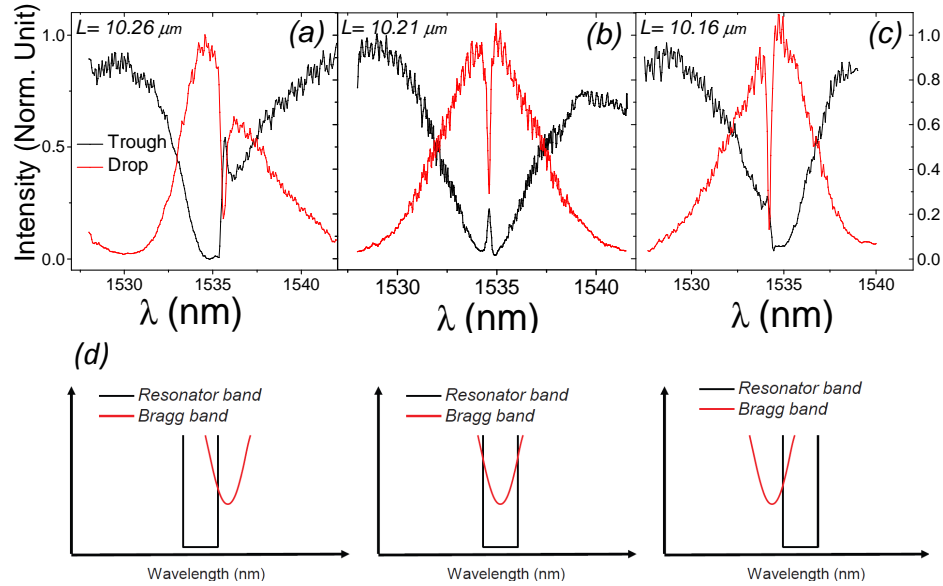 L= 10.26 μm (a)
L= 10.21 μm (b)
L= 10.16 μm (c)
Intensity (Norm. Unit)
1.0
0.5
0.0
Trough
Drop
1.0
0.8
0.6
0.4
0.2
0.0
1530 1535 1540
1530 1535 1540
1530 1535 1540
λ (nm)
λ (nm)
λ (nm)
(d)
Resonator band
Bragg band
Resonator band
Bragg band
Resonator band
Bragg band
Wavelength (nm)
Wavelength (nm)
Wavelength (nm)